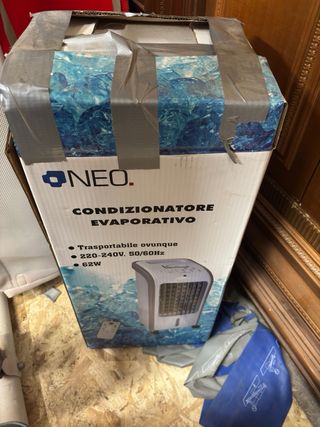 NEO.
CONDIZIONATORE
EVAPORATIVO
• Trasportabile ovunque
• 220-240V. 50/60Hz
• 62W